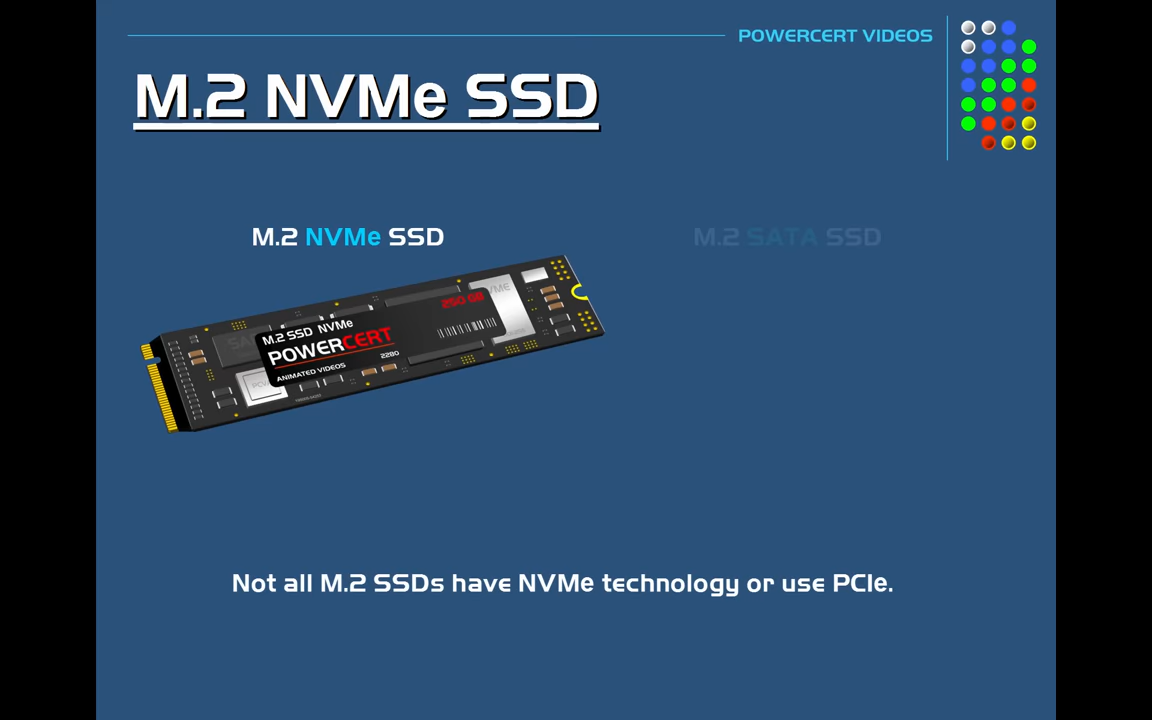 POWERCERT VIDEOS
M.2 NVMe SSD
M.2 NVMe SSD
M.2 SATA SSD
250 GB
M.2 SSD NVMe
POWERCERT
2280
ANIMATED VIDEOS
Not all M.2 SSDs have NVMe technology or use PCIe.